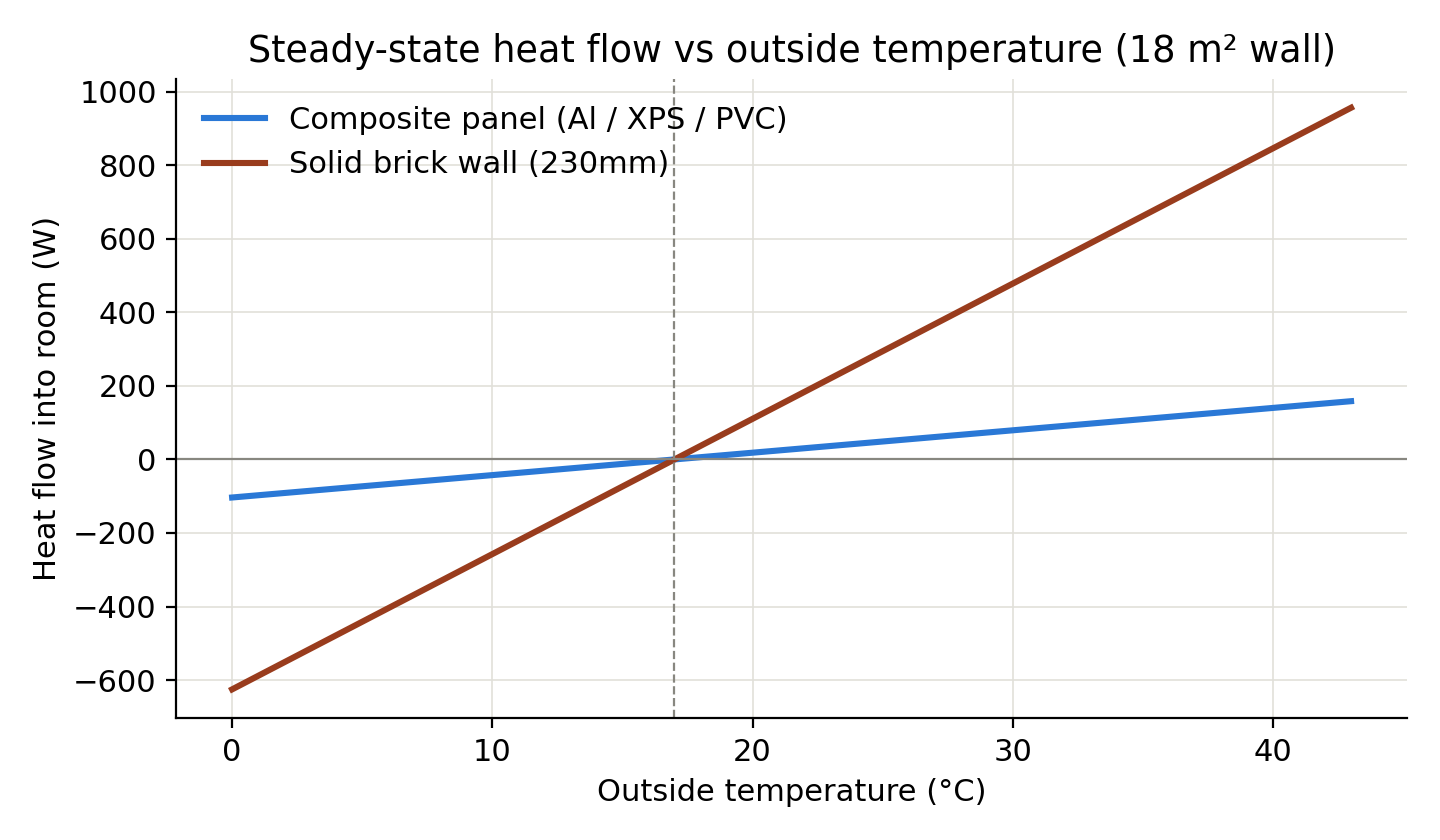 Steady-state heat flow vs outside temperature (18 m² wall)
Composite panel (Al / XPS / PVC)
Solid brick wall (230mm)
Heat flow into room (W)
1000
800
600
400
200
0
−200
−400
−600
0 10 20 30 40
Outside temperature (°C)